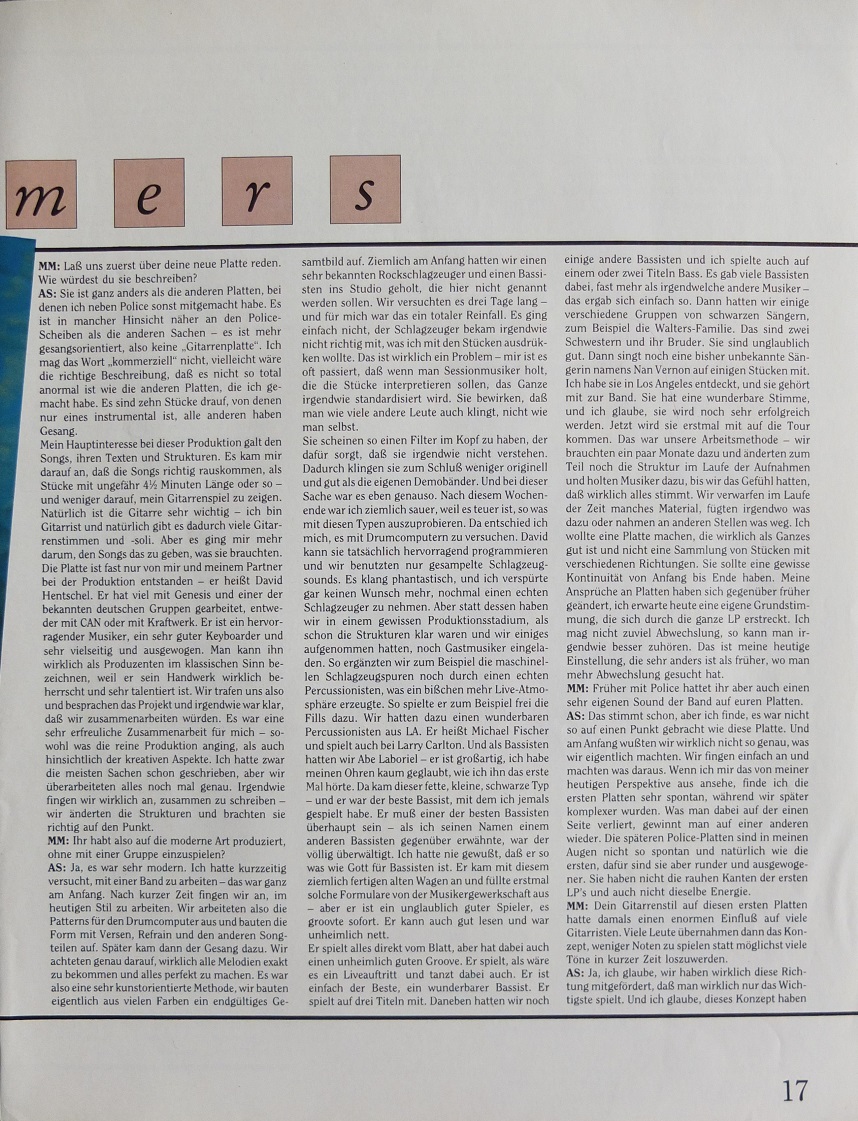 m e r s
MM: Laß uns zuerst über deine neue Platte reden.
Wie würdest du sie beschreiben?
AS: Sie ist ganz anders als die anderen Platten, bei
denen ich neben Police sonst mitgemacht habe. Es
ist in mancher Hinsicht näher an den Police-
Scheiben als die anderen Sachen – es ist mehr
gesangsorientiert, also keine „Gitarrenplatte“. Ich
mag das Wort „kommerziell“ nicht, vielleicht wäre
die richtige Beschreibung, daß es nicht so total
anormal ist wie die anderen Platten, die ich ge-
macht habe. Es sind zehn Stücke drauf, von denen
nur eines instrumental ist, alle anderen haben
Gesang.
Mein Hauptinteresse bei dieser Produktion galt den
Songs, ihren Texten und Strukturen. Es kam mir
darauf an, daß die Songs richtig rauskommen, als
Stücke mit ungefähr 4½ Minuten Länge oder so –
und weniger darauf, mein Gitarrenspiel zu zeigen.
Natürlich ist die Gitarre sehr wichtig – ich bin
Gitarrist und natürlich gibt es dadurch viele Gitar-
renstimmen und -soli. Aber es ging mir mehr
darum, den Songs das zu geben, was sie brauchten.
Die Platte ist fast nur von mir und meinem Partner
bei der Produktion entstanden – er heißt David
Hentschel. Er hat viel mit Genesis und einer der
bekannten deutschen Gruppen gearbeitet, entwe-
der mit CAN oder mit Kraftwerk. Er ist ein hervor-
ragender Musiker, ein sehr guter Keyboarder und
sehr vielseitig und ausgewogen. Man kann ihn
wirklich als Produzenten im klassischen Sinn be-
zeichnen, weil er sein Handwerk wirklich be-
herrscht und sehr talentiert ist. Wir trafen uns also
und besprachen das Projekt und irgendwie war klar,
daß wir zusammenarbeiten würden. Es war eine
sehr erfreuliche Zusammenarbeit für mich – so-
wohl was die reine Produktion anging, als auch
hinsichtlich der kreativen Aspekte. Ich hatte zwar
die meisten Sachen schon geschrieben, aber wir
überarbeiteten alles noch mal genau. Irgendwie
fingen wir wirklich an, zusammen zu schreiben –
wir änderten die Strukturen und brachten sie
richtig auf den Punkt.
MM: Ihr habt also auf die moderne Art produziert,
ohne mit einer Gruppe einzuspielen?
AS: Ja, es war sehr modern. Ich hatte kurzzeitig
versucht, mit einer Band zu arbeiten – das war ganz
am Anfang. Nach kurzer Zeit fingen wir an, im
heutigen Stil zu arbeiten. Wir arbeiteten also die
Patterns für den Drumcomputer aus und bauten die
Form mit Versen, Refrain und den anderen Song-
teilen auf. Später kam dann der Gesang dazu. Wir
achteten genau darauf, wirklich alle Melodien exakt
zu bekommen und alles perfekt zu machen. Es war
also eine sehr kunstorientierte Methode, wir bauten
eigentlich aus vielen Farben ein endgültiges Ge-
samtbild auf. Ziemlich am Anfang hatten wir einen
sehr bekannten Rockschlagzeuger und einen Bassi-
sten ins Studio geholt, die hier nicht genannt
werden sollen. Wir versuchten es drei Tage lang –
und für mich war das ein totaler Reinfall. Es ging
einfach nicht, der Schlagzeuger bekam irgendwie
nicht richtig mit, was ich mit den Stücken ausdrük-
ken wollte. Das ist wirklich ein Problem – mir ist es
oft passiert, daß wenn man Sessionmusiker holt,
die die Stücke interpretieren sollen, das Ganze
irgendwie standardisiert wird. Sie bewirken, daß
man wie viele andere Leute auch klingt, nicht wie
man selbst.
Sie scheinen so einen Filter im Kopf zu haben, der
dafür sorgt, daß sie irgendwie nicht verstehen.
Dadurch klingen sie zum Schluß weniger originell
und gut als die eigenen Demobänder. Und bei dieser
Sache war es eben genauso. Nach diesem Wochen-
ende war ich ziemlich sauer, weil es teuer ist, so was
mit diesen Typen auszuprobieren. Da entschied ich
mich, es mit Drumcomputern zu versuchen. David
kann sie tatsächlich hervorragend programmieren
und wir benutzten nur gesampelte Schlagzeug-
sounds. Es klang phantastisch, und ich verspürte
gar keinen Wunsch mehr, nochmal einen echten
Schlagzeuger zu nehmen. Aber statt dessen haben
wir in einem gewissen Produktionsstadium, als
schon die Strukturen klar waren und wir einiges
aufgenommen hatten, noch Gastmusiker eingela-
den. So ergänzten wir zum Beispiel die maschinel-
len Schlagzeugspuren noch durch einen echten
Percussionisten, was ein bißchen mehr Live-Atmo-
sphäre erzeugte. So spielte er zum Beispiel frei die
Fills dazu. Wir hatten dazu einen wunderbaren
Percussionisten aus LA. Er heißt Michael Fischer
und spielt auch bei Larry Carlton. Und als Bassisten
hatten wir Abe Laboriel – er ist großartig, ich habe
meinen Ohren kaum geglaubt, wie ich ihn das erste
Mal hörte. Da kam dieser fette, kleine, schwarze Typ
– und er war der beste Bassist, mit dem ich jemals
gespielt habe. Er muß einer der besten Bassisten
überhaupt sein – als ich seinen Namen einem
anderen Bassisten gegenüber erwähnte, war der
völlig überwältigt. Ich hatte nie gewußt, daß er so
was wie Gott für Bassisten ist. Er kam mit diesem
ziemlich fertigen alten Wagen an und füllte erstmal
solche Formulare von der Musikergewerkschaft aus
– aber er ist ein unglaublich guter Spieler, es
groovte sofort. Er kann auch gut lesen und war
unheimlich nett.
Er spielt alles direkt vom Blatt, aber hat dabei auch
einen unheimlich guten Groove. Er spielt, als wäre
es ein Liveauftritt und tanzt dabei auch. Er ist
einfach der Beste, ein wunderbarer Bassist. Er
spielt auf drei Titeln mit. Daneben hatten wir noch
einige andere Bassisten und ich spielte auch auf
einem oder zwei Titeln Bass. Es gab viele Bassisten
dabei, fast mehr als irgendwelche andere Musiker –
das ergab sich einfach so. Dann hatten wir einige
verschiedene Gruppen von schwarzen Sängern,
zum Beispiel die Walters-Familie. Das sind zwei
Schwestern und ihr Bruder. Sie sind unglaublich
gut. Dann singt noch eine bisher unbekannte Sän-
gerin namens Nan Vernon auf einigen Stücken mit.
Ich habe sie in Los Angeles entdeckt, und sie gehört
mit zur Band. Sie hat eine wunderbare Stimme,
und ich glaube, sie wird noch sehr erfolgreich
werden. Jetzt wird sie erstmal mit auf die Tour
kommen. Das war unsere Arbeitsmethode – wir
brauchten ein paar Monate dazu und änderten zum
Teil noch die Struktur im Laufe der Aufnahmen
und holten Musiker dazu, bis wir das Gefühl hatten,
daß wirklich alles stimmt. Wir verwarfen im Laufe
der Zeit manches Material, fügten irgendwo was
dazu oder nahmen an anderen Stellen was weg. Ich
wollte eine Platte machen, die wirklich als Ganzes
gut ist und nicht eine Sammlung von Stücken mit
verschiedenen Richtungen. Sie sollte eine gewisse
Kontinuität von Anfang bis Ende haben. Meine
Ansprüche an Platten haben sich gegenüber früher
geändert, ich erwarte heute eine eigene Grundstim-
mung, die sich durch die ganze LP erstreckt. Ich
mag nicht zuviel Abwechslung, so kann man ir-
gendwie besser zuhören. Das ist meine heutige
Einstellung, die sehr anders ist als früher, wo man
mehr Abwechslung gesucht hat.
MM: Früher mit Police hattet ihr aber auch einen
sehr eigenen Sound der Band auf euren Platten.
AS: Das stimmt schon, aber ich finde, es war nicht
so auf einen Punkt gebracht wie diese Platte. Und
am Anfang wußten wir wirklich nicht so genau, was
wir eigentlich machten. Wir fingen einfach an und
machten was daraus. Wenn ich mir das von meiner
heutigen Perspektive aus ansehe, finde ich die
ersten Platten sehr spontan, während wir später
komplexer wurden. Was man dabei auf der einen
Seite verliert, gewinnt man auf einer anderen
wieder. Die späteren Police-Platten sind in meinen
Augen nicht so spontan und natürlich wie die
ersten, dafür sind sie aber runder und ausgewoge-
ner. Sie haben nicht die rauhen Kanten der ersten
LP's und auch nicht dieselbe Energie.
MM: Dein Gitarrenstil auf diesen ersten Platten
hatte damals einen enormen Einfluß auf viele
Gitarristen. Viele Leute übernahmen dann das Kon-
zept, weniger Noten zu spielen statt möglichst viele
Töne in kurzer Zeit loszuwerden.
AS: Ja, ich glaube, wir haben wirklich diese Rich-
tung mitgefördert, daß man wirklich nur das Wich-
tigste spielt. Und ich glaube, dieses Konzept haben
17